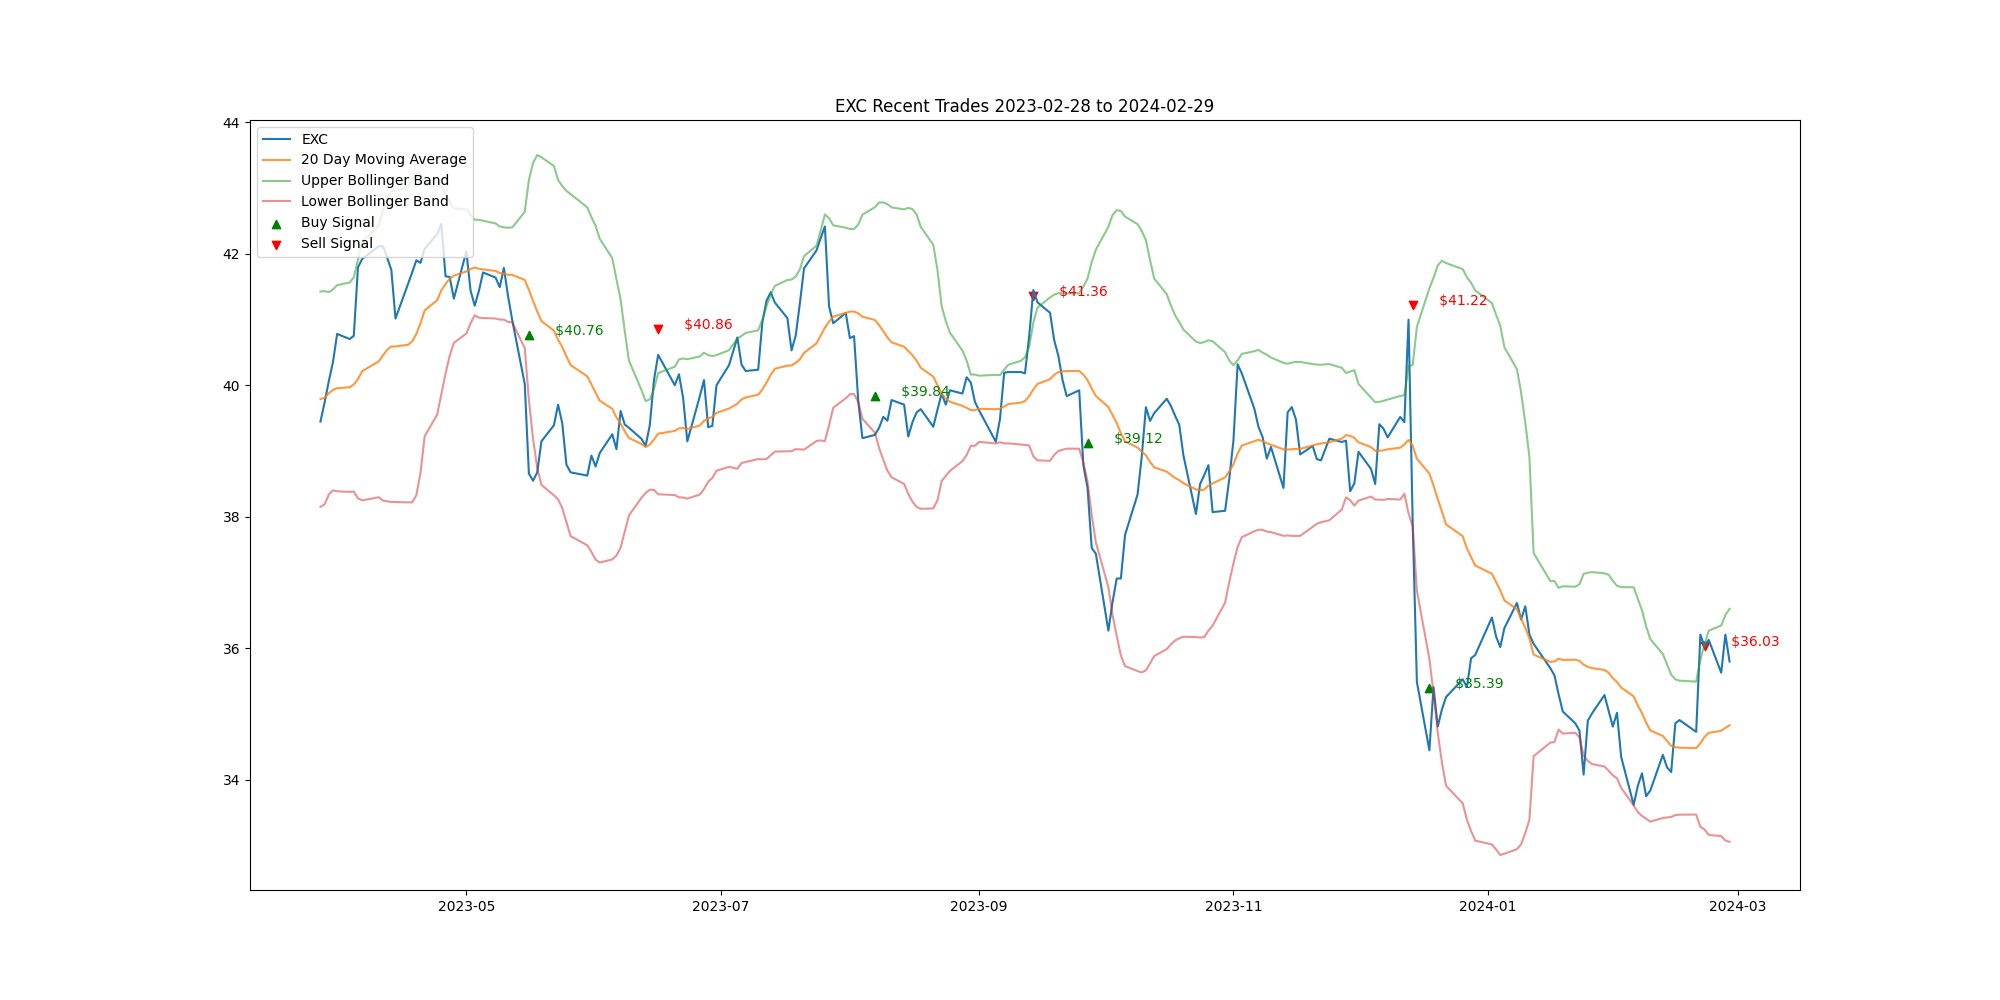 EXC Recent Trades 2023-02-28 to 2024-02-29
44
42
40
38
36
34
EXC
20 Day Moving Average
Upper Bollinger Band
Lower Bollinger Band
Buy Signal
Sell Signal
$40.76
$40.86
$39.84
$41.36
$39.12
$41.22
$35.39
$36.03
2023-05
2023-07
2023-09
2023-11
2024-01
2024-03